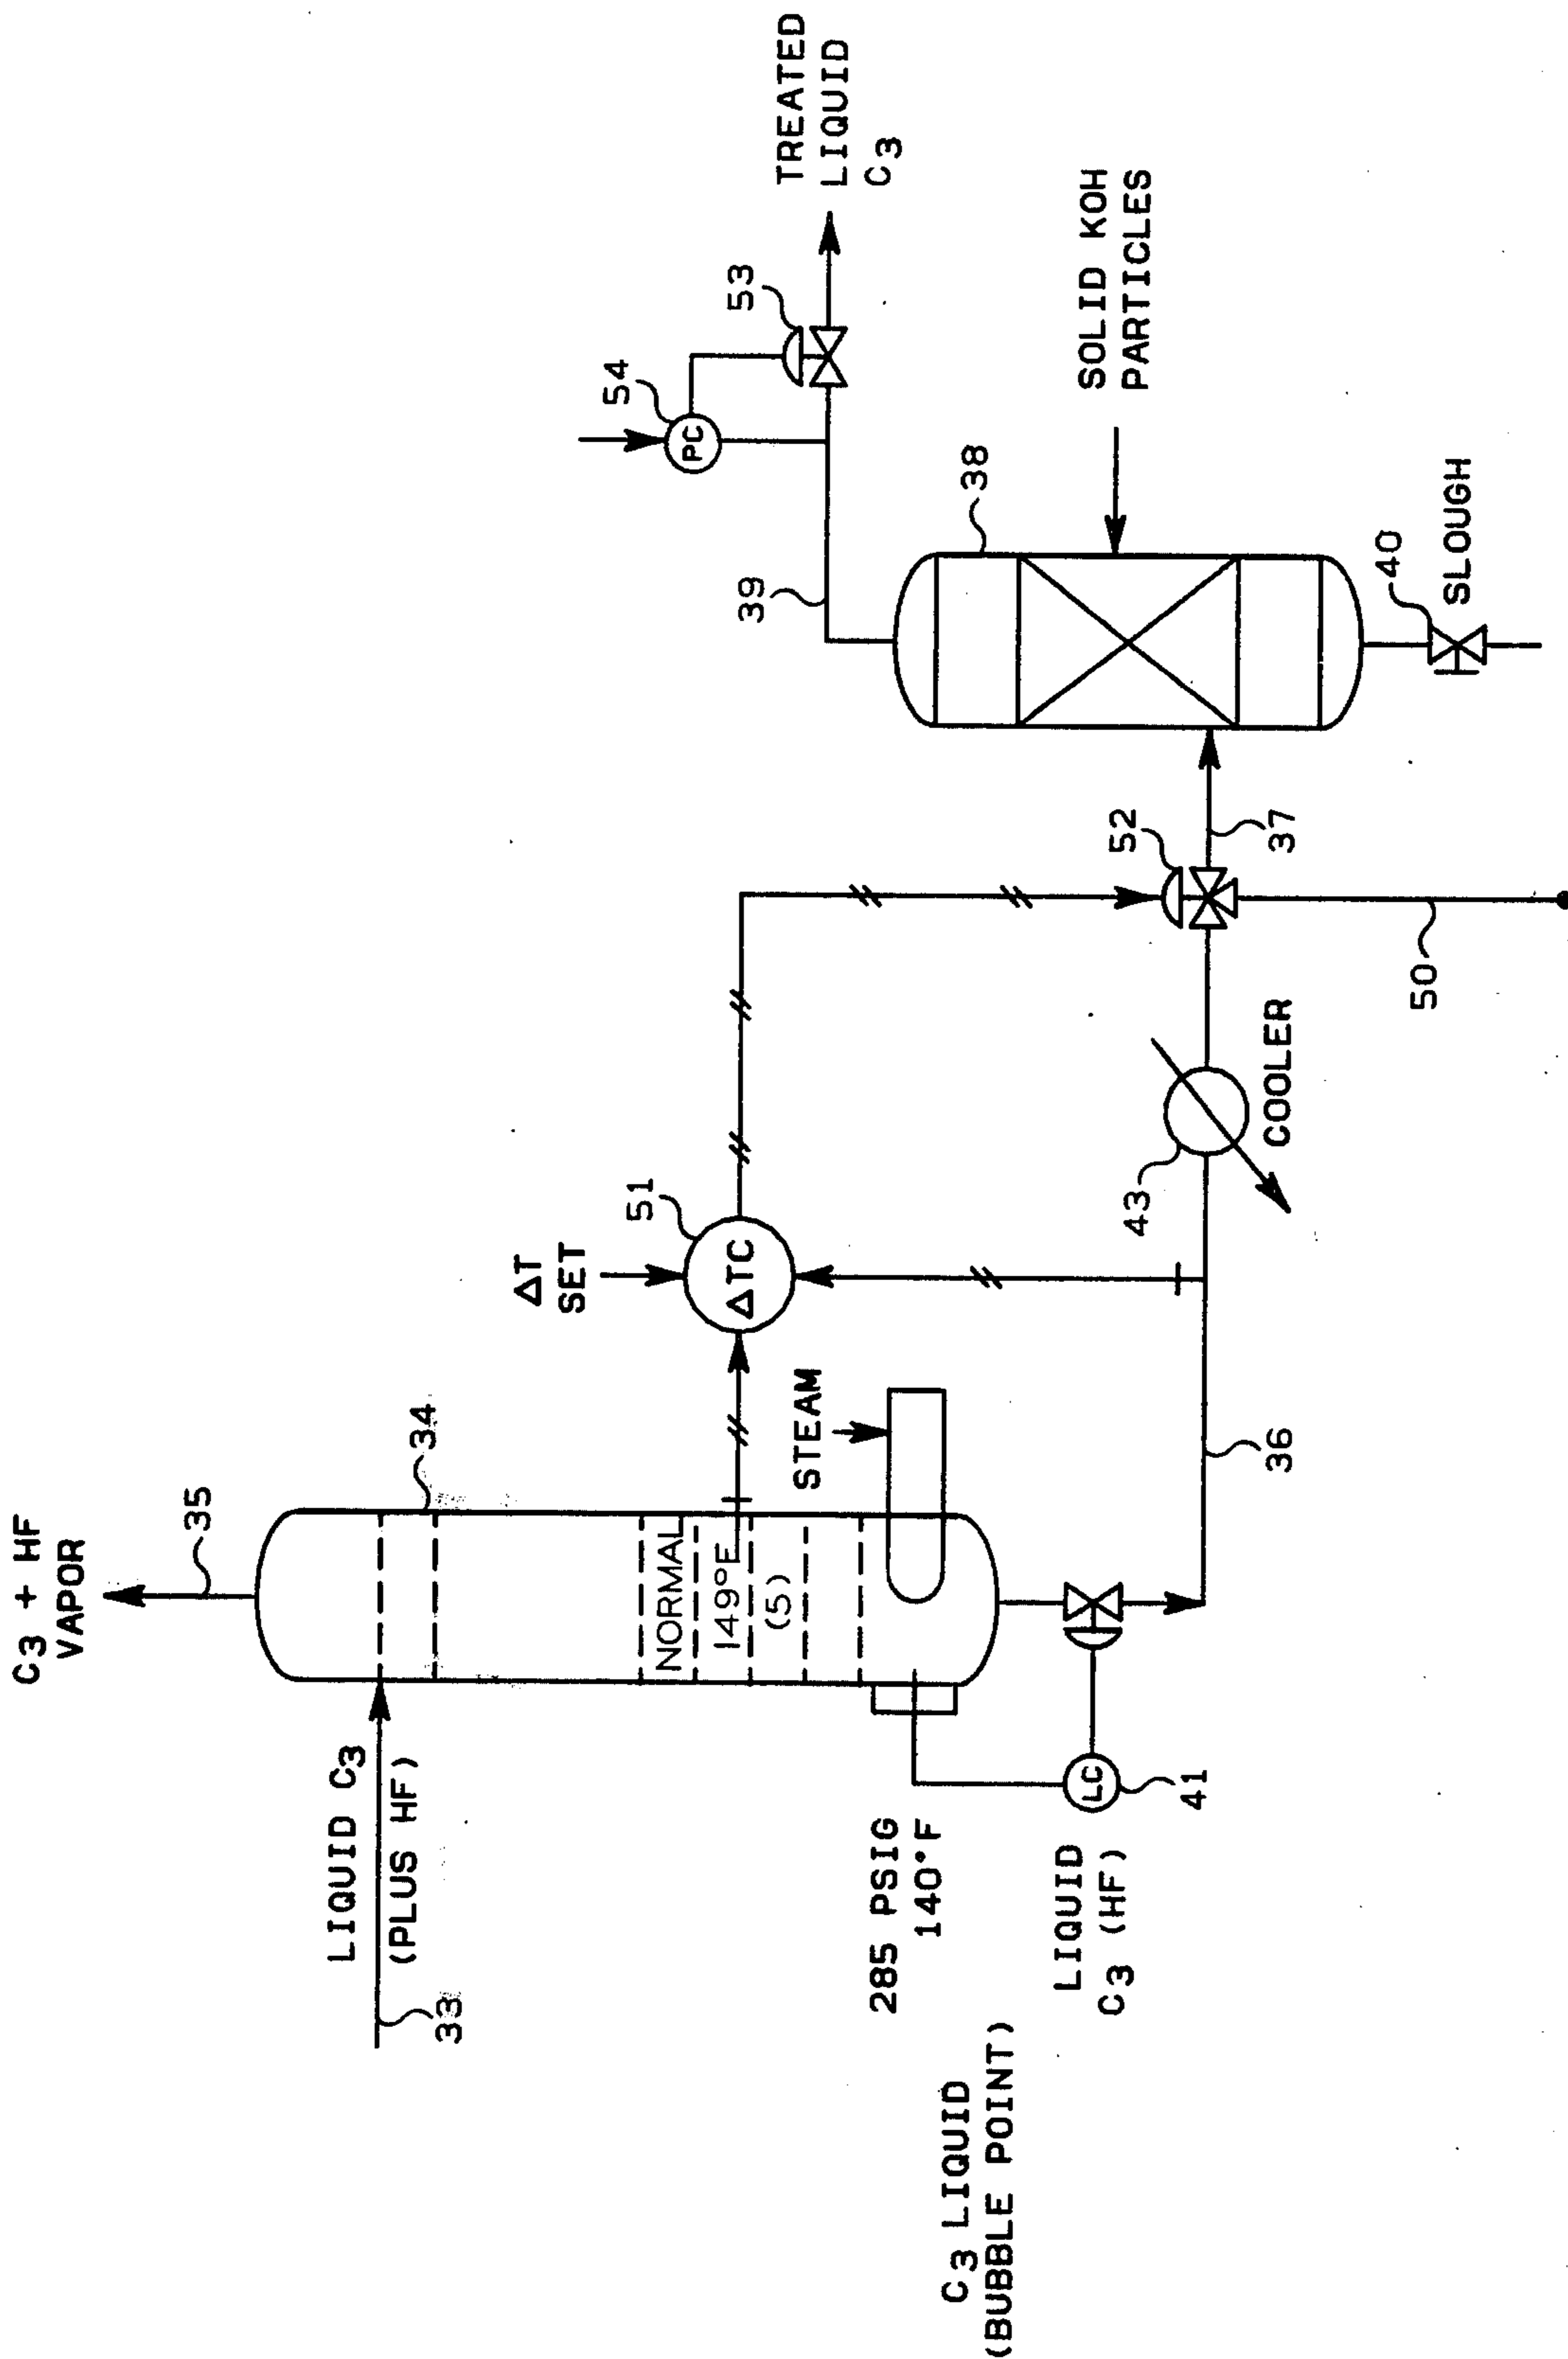 C3 + HF
VAPOR
35
LIQUID C3
(PLUS HF)
33
34
NORMAL
149°F
(5)
285 PSIG
140°F
C3 LIQUID
(BUBBLE POINT)
LIQUID
C3 (HF)
LC
41
STEAM
36
ΔT
SET
ΔTC
51
43
COOLER
52
50
37
38
39
SOLID KOH
PARTICLES
40
SLOUGH
54
PC
53
TREATED
LIQUID
C3